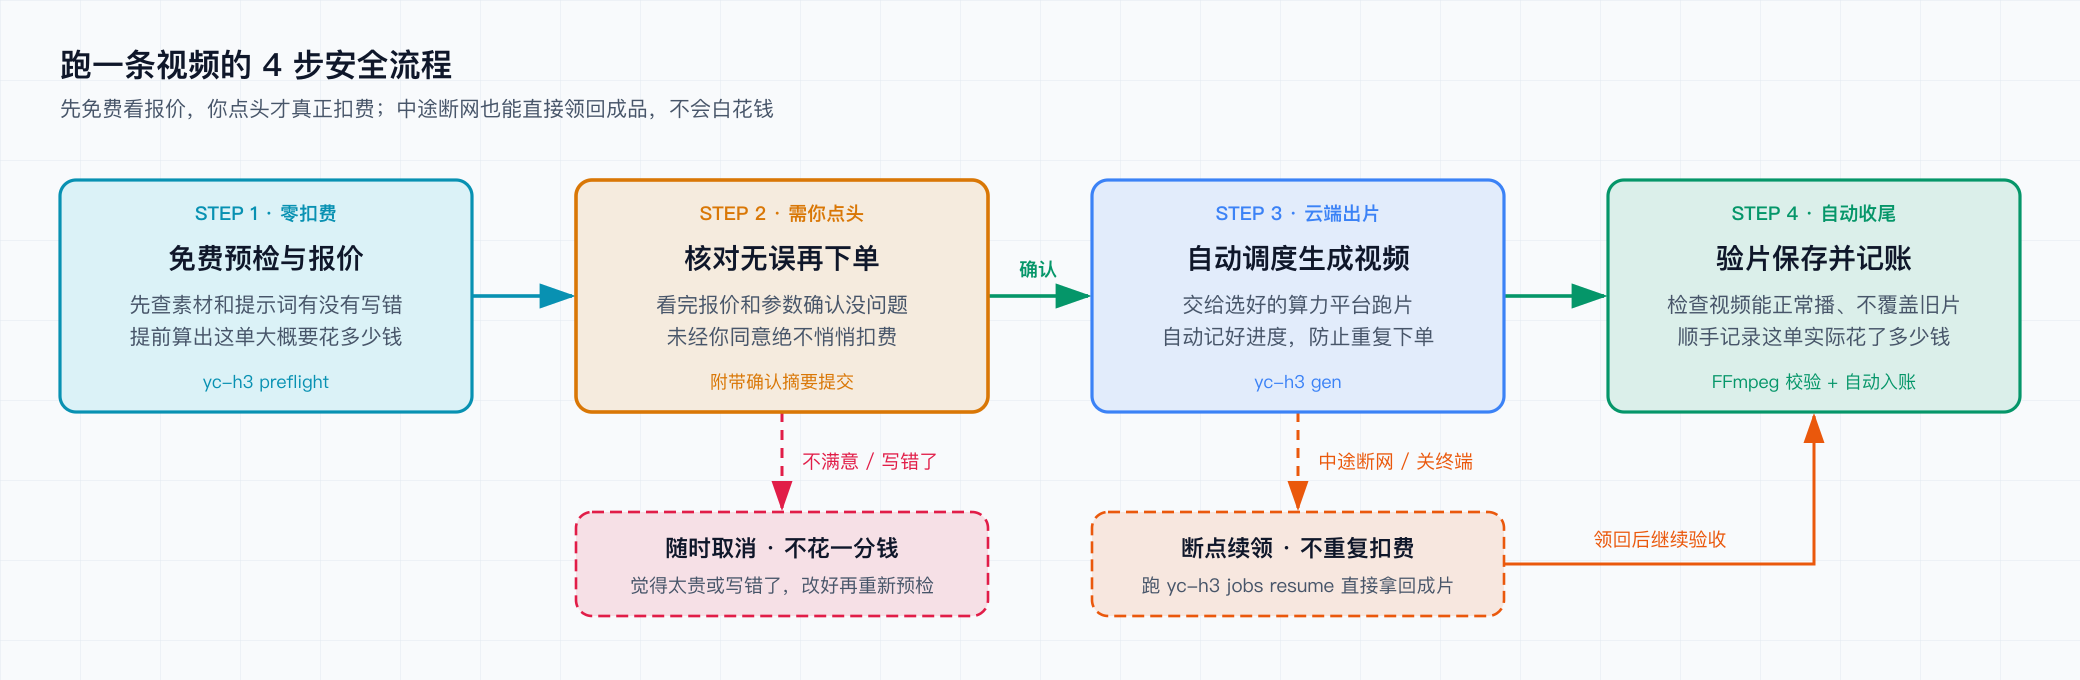 跑一条视频的 4 步安全流程
先免费看报价，你点头才真正扣费；中途断网也能直接领回成品，不会白花钱
STEP 1 · 零扣费
免费预检与报价
先查素材和提示词有没有写错
提前算出这单大概要花多少钱
yc-h3 preflight
STEP 2 · 需你点头
核对无误再下单
看完报价和参数确认没问题
未经你同意绝不悄悄扣费
附带确认摘要提交
确认
STEP 3 · 云端出片
自动调度生成视频
交给选好的算力平台跑片
自动记好进度，防止重复下单
yc-h3 gen
STEP 4 · 自动收尾
验片保存并记账
检查视频能正常播、不覆盖旧片
顺手记录这单实际花了多少钱
FFmpeg 校验 + 自动入账
不满意 / 写错了
随时取消 · 不花一分钱
觉得太贵或写错了，改好再重新预检
中途断网 / 关终端
断点续领 · 不重复扣费
跑 yc-h3 jobs resume 直接拿回成片
领回后继续验收